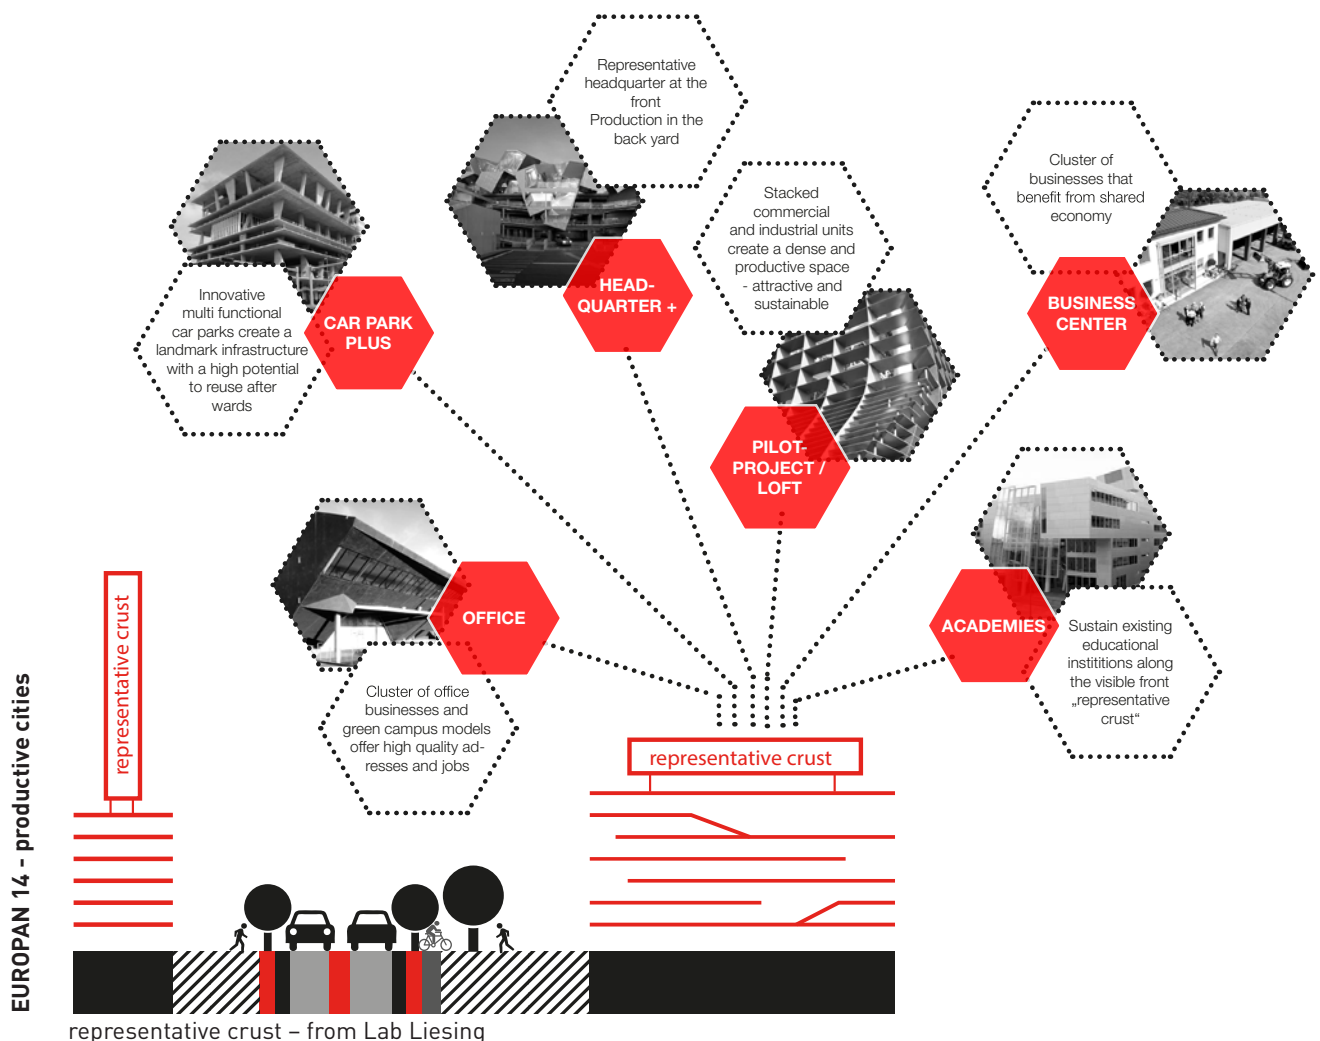 Representative
headquarter at the
front
Production in the
back yard
HEAD-
QUARTER +
Innovative
multi functional
car parks create a
landmark infrastructure
with a high potential
to reuse after
wards
CAR PARK
PLUS
Stacked
commercial
and industrial units
create a dense and
productive space
- attractive and
sustainable
PILOT-
PROJECT /
LOFT
Cluster of
businesses that
benefit from shared
economy
BUSINESS
CENTER
OFFICE
Cluster of office
businesses and
green campus models
offer high quality ad-
resses and jobs
ACADEMIES
Sustain existing
educational
instititions along
the visible front
„representative
crust“
representative crust
representative crust
EUROPAN 14 - productive cities
representative crust – from Lab Liesing